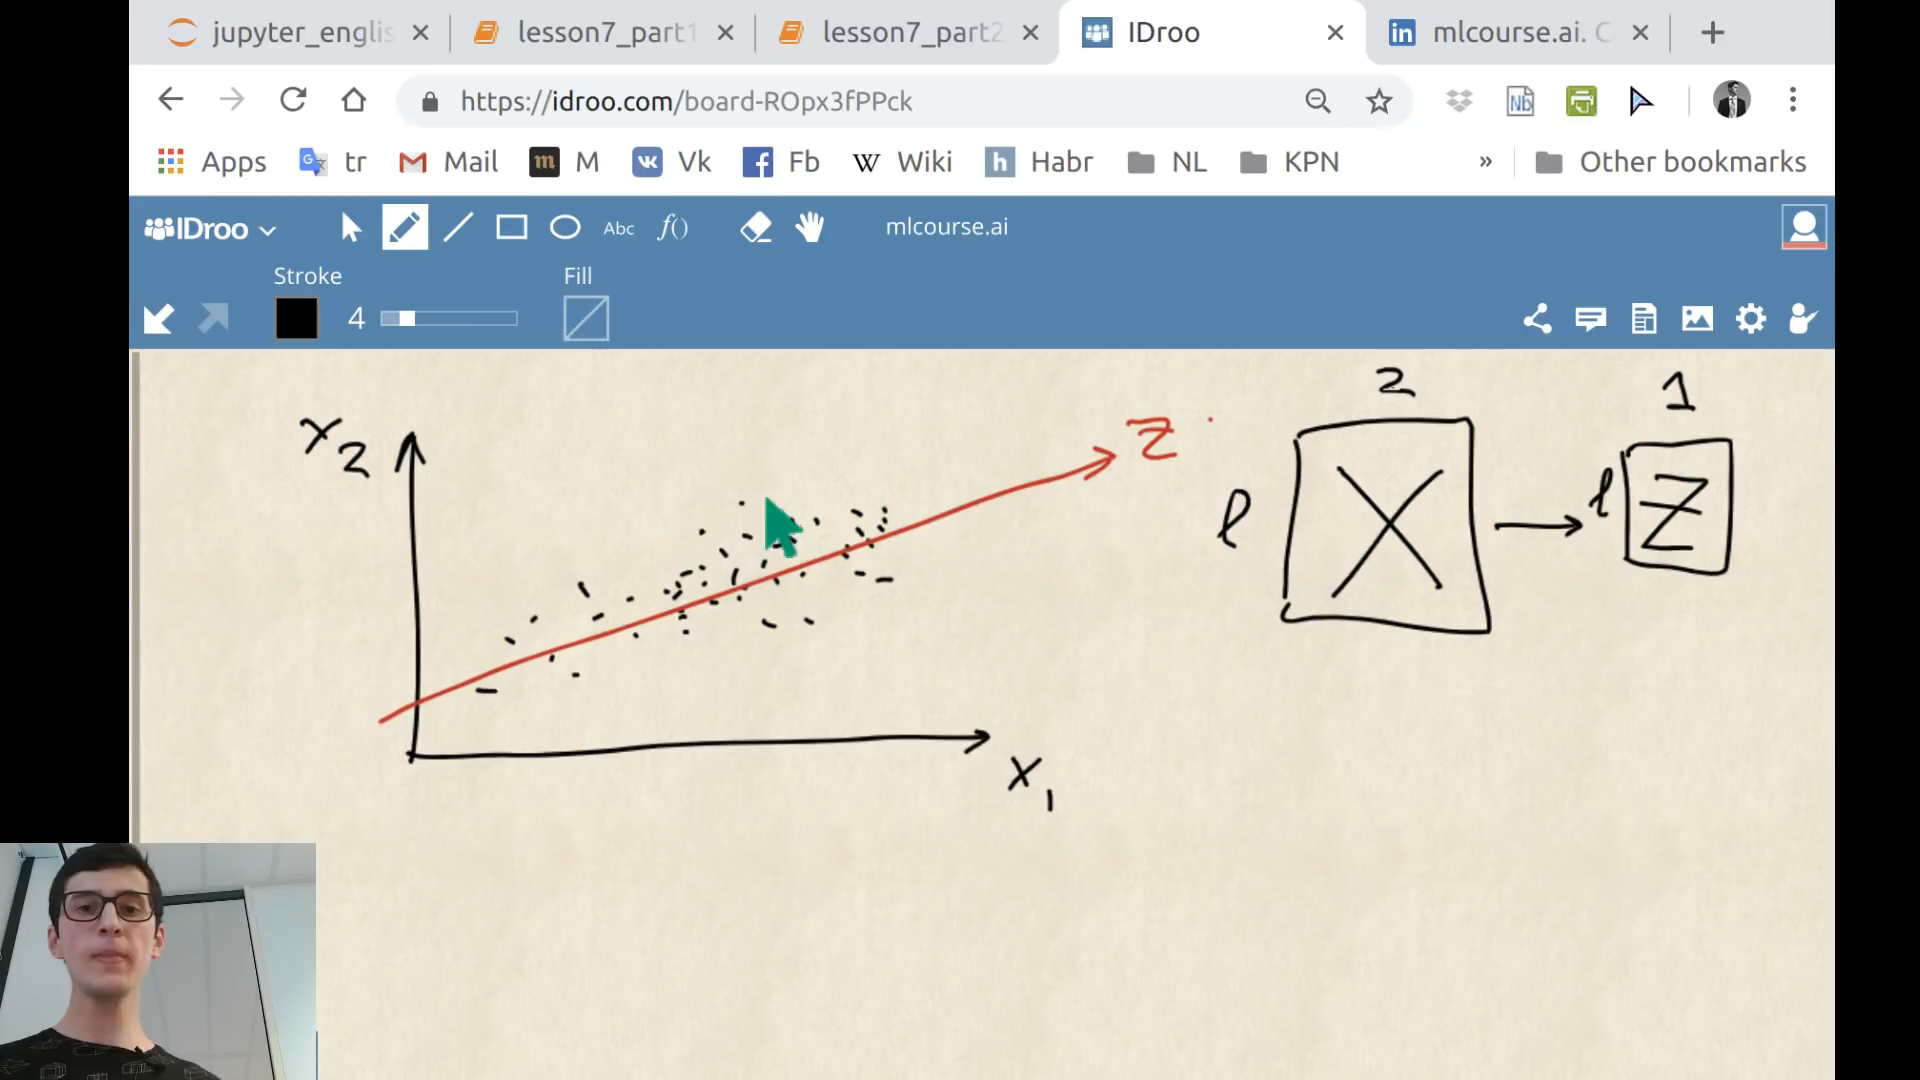 jupyter_englis lesson7_part1 lesson7_part2 IDroo mlcourse.ai. C
https://idroo.com/board-ROpx3fPPck Nb
Apps tr Mail m M Vk Fb W Wiki h Habr NL KPN » Other bookmarks
IDroo Abc f() mlcourse.ai
Stroke Fill
4
2 1
x2 Z
l X l Z
x1